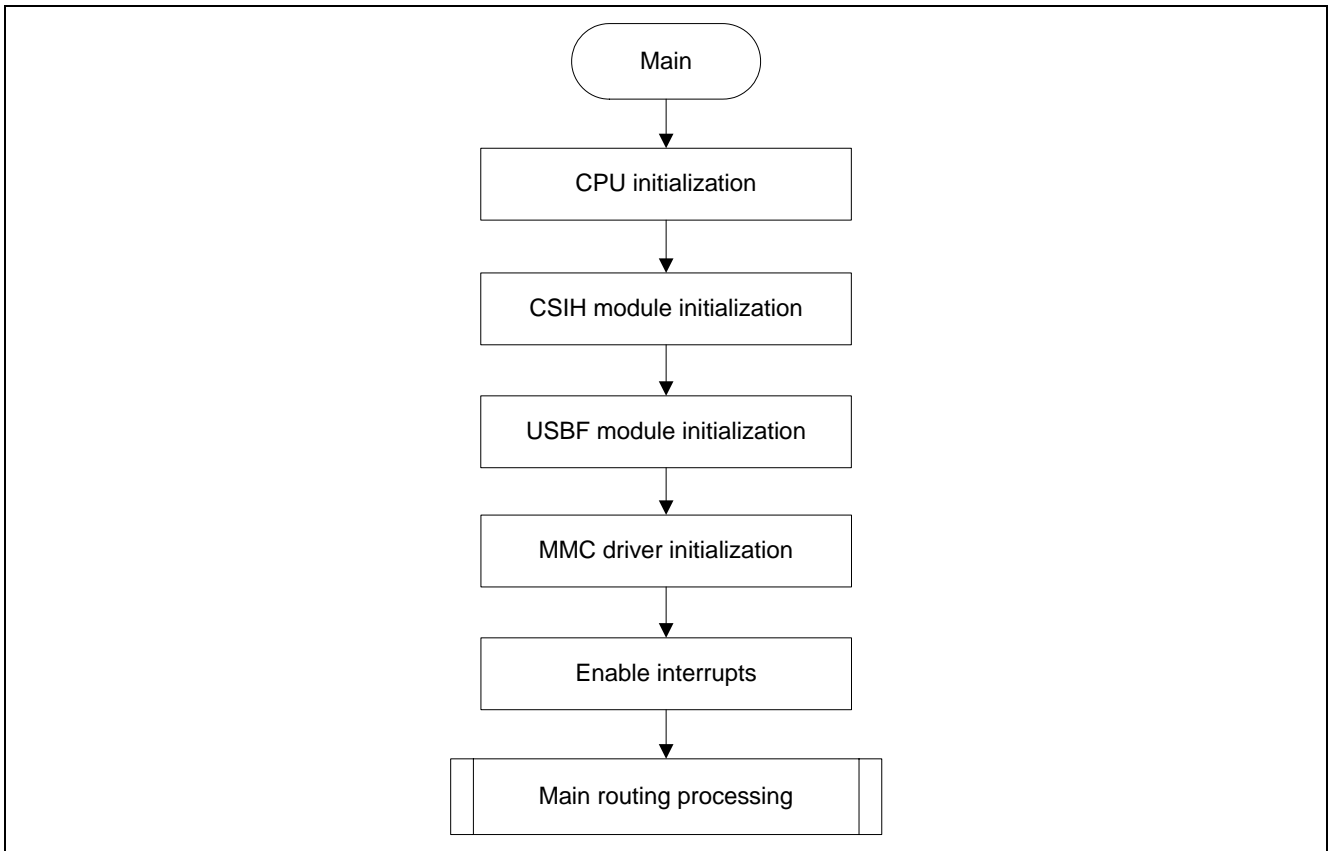 Main
CPU initialization
CSIH module initialization
USBF module initialization
MMC driver initialization
Enable interrupts
Main routing processing